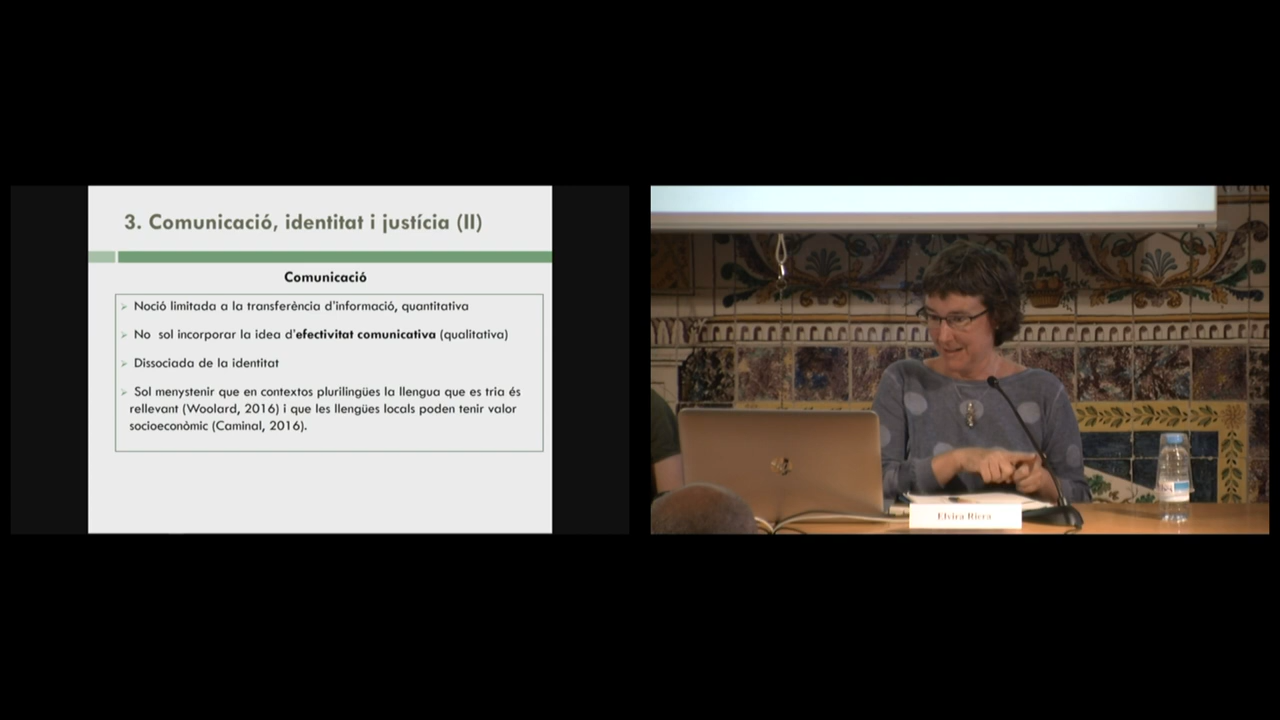 3. Comunicació, identitat i justícia (II)
Comunicació
Noció limitada a la transferència d'informació, quantitativa
No sol incorporar la idea d'efectivitat comunicativa (qualitativa)
Dissociada de la identitat
Sol menystenir que en contextos plurilingües la llengua que es tria és
rellevant (Woolard, 2016) i que les llengües locals poden tenir valor
socioeconòmic (Caminal, 2016).
Elvira Riera